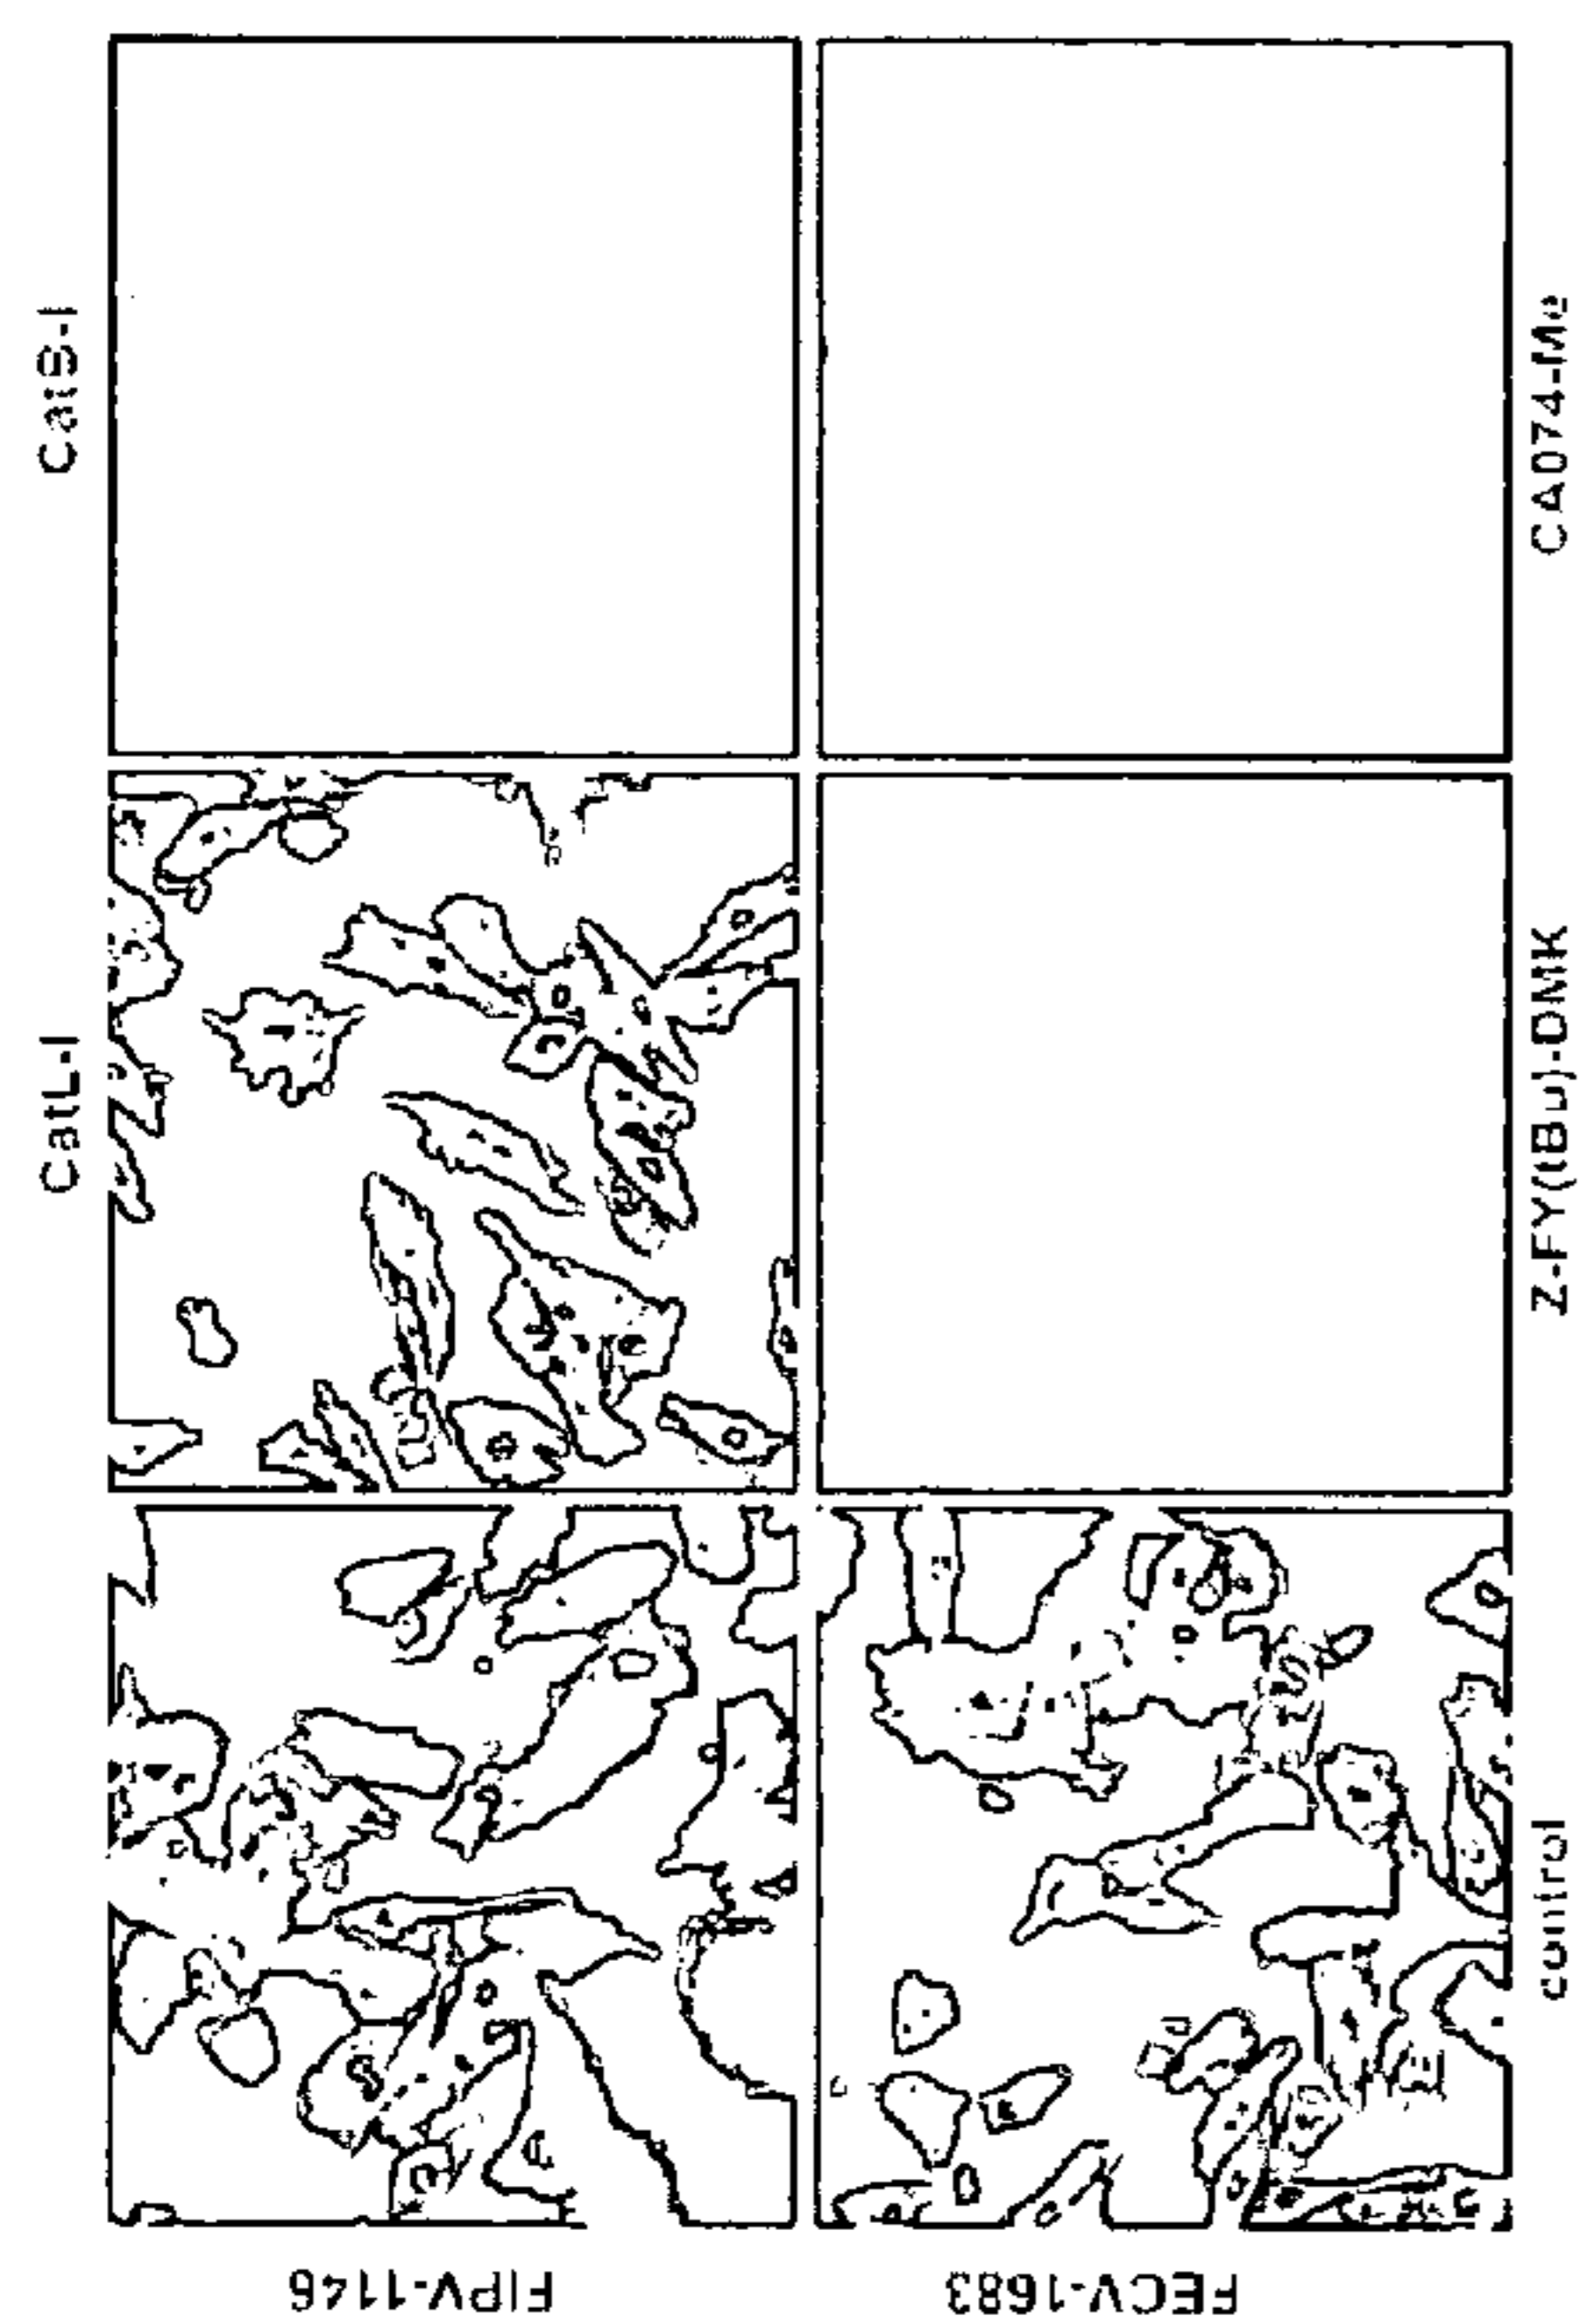 CatL-I
CatS-I
FIPV-1146
FECV-1683
control
Z-FY(tBu)-DMK
CA074-Me